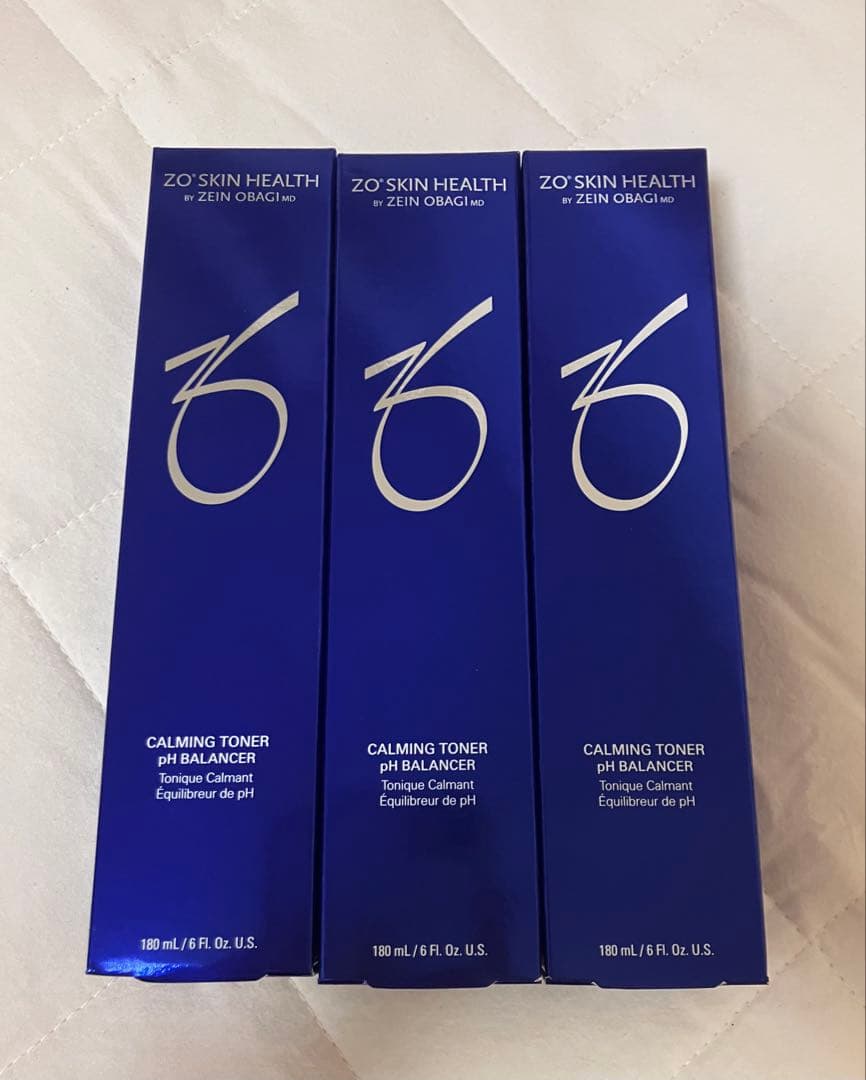 ZO® SKIN HEALTH
BY ZEIN OBAGI MD
CALMING TONER
pH BALANCER
Tonique Calmant
Équilibreur de pH
180 mL / 6 Fl. Oz. U.S.
ZO® SKIN HEALTH
BY ZEIN OBAGI MD
CALMING TONER
pH BALANCER
Tonique Calmant
Équilibreur de pH
180 mL / 6 Fl. Oz. U.S.
ZO® SKIN HEALTH
BY ZEIN OBAGI MD
CALMING TONER
pH BALANCER
Tonique Calmant
Équilibreur de pH
180 mL / 6 Fl. Oz. U.S.